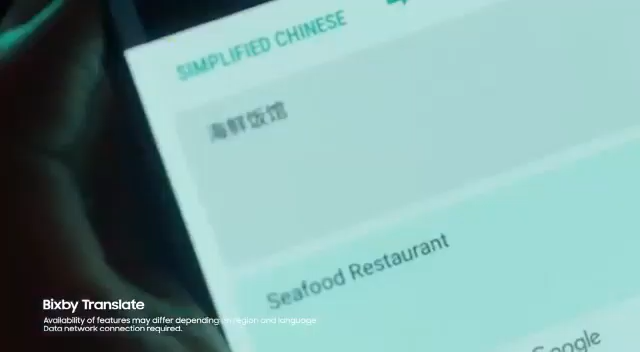 SIMPLIFIED CHINESE
海鲜饭馆
Seafood Restaurant
Google
Bixby Translate
Availability of features may differ depending on region and language.
Data network connection required.